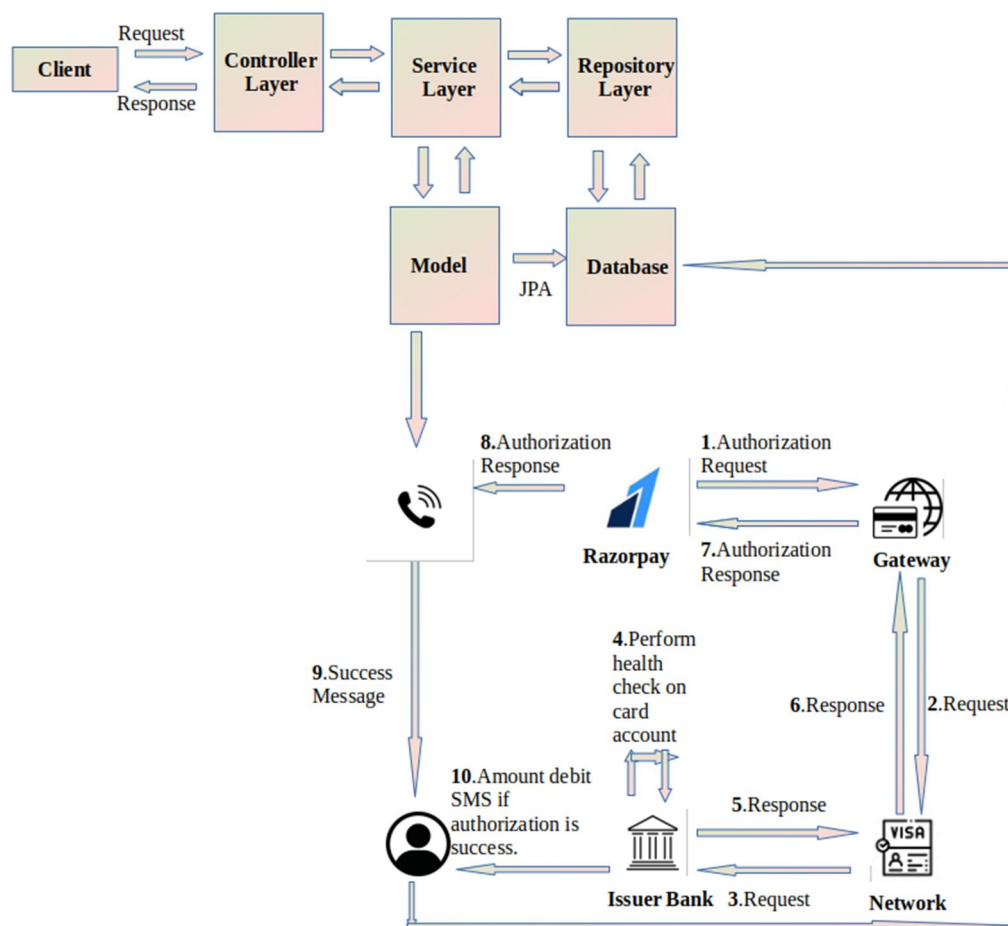 Request
Client
Response
Controller
Layer
Service
Layer
Repository
Layer
Model
JPA
Database
8.Authorization
Response
1.Authorization
Request
Razorpay
7.Authorization
Response
Gateway
9.Success
Message
4.Perform
health
check on
card
account
6.Response
2.Request
10.Amount debit
SMS if
authorization is
success.
5.Response
VISA
Issuer Bank
3.Request
Network